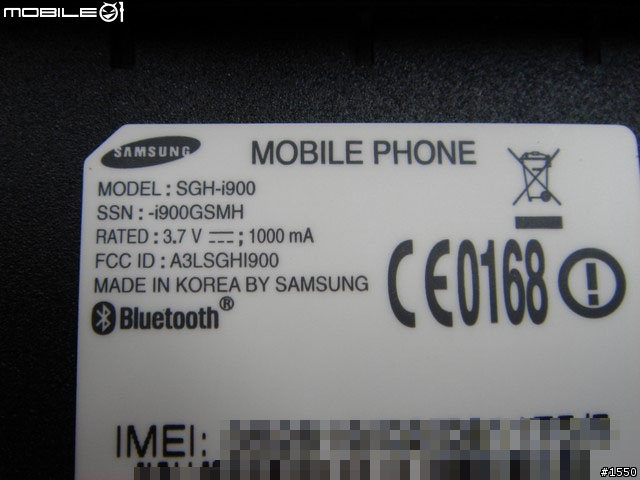 MOBILE01
SAMSUNG
MOBILE PHONE
MODEL : SGH-i900
SSN : -i900GSMH
RATED : 3.7 V ; 1000 mA
FCC ID : A3LSGHI900
MADE IN KOREA BY SAMSUNG
Bluetooth®
CE0168
IMEI:
#1550